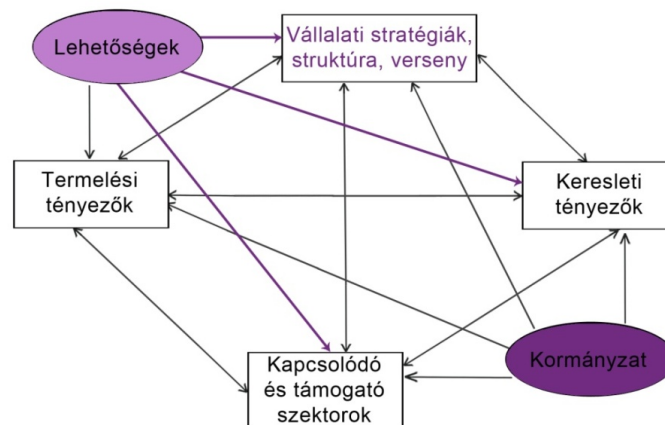 Lehetőségek
Vállalati stratégiák,
struktúra, verseny
Termelési
tényezők
Keresleti
tényezők
Kapcsolódó
és támogató
szektorok
Kormányzat